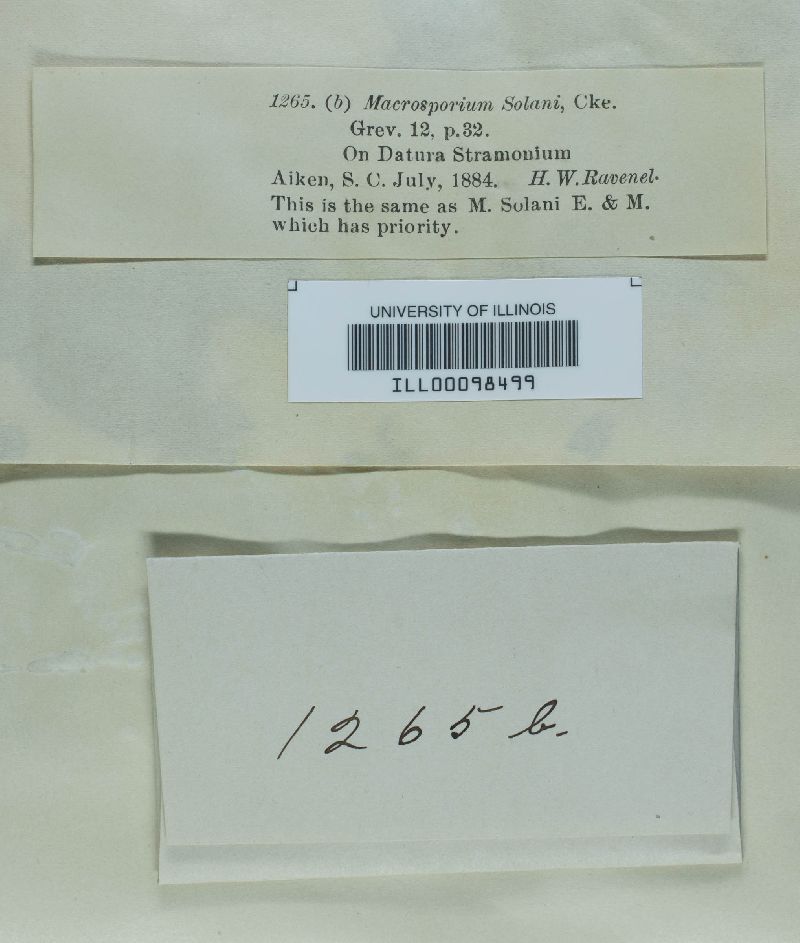 1265. (b) Macrosporium Solani, Cke.
Grev. 12, p. 32.
On Datura Stramonium
Aiken, S. C. July, 1884. H. W. Ravenel.
This is the same as M. Solani E. & M.
which has priority.
UNIVERSITY OF ILLINOIS
ILL00098499
1265 b.